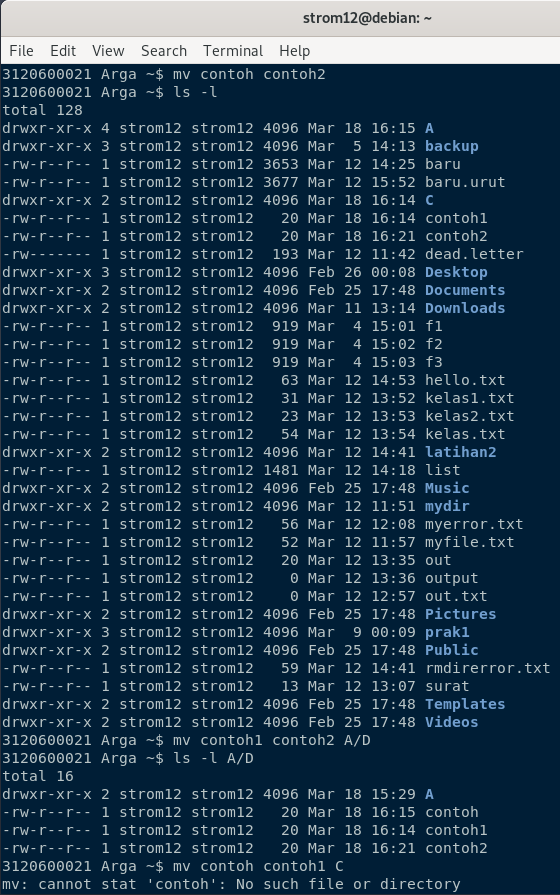 strom12@debian: ~
File Edit View Search Terminal Help
3120600021 Arga ~$ mv contoh contoh2
3120600021 Arga ~$ ls -l
total 128
drwxr-xr-x 4 strom12 strom12 4096 Mar 18 16:15 A
drwxr-xr-x 3 strom12 strom12 4096 Mar  5 14:13 backup
-rw-r--r-- 1 strom12 strom12 3653 Mar 12 14:25 baru
-rw-r--r-- 1 strom12 strom12 3677 Mar 12 15:52 baru.urut
drwxr-xr-x 2 strom12 strom12 4096 Mar 18 16:14 C
-rw-r--r-- 1 strom12 strom12   20 Mar 18 16:14 contoh1
-rw-r--r-- 1 strom12 strom12   20 Mar 18 16:21 contoh2
-rw------- 1 strom12 strom12  193 Mar 12 11:42 dead.letter
drwxr-xr-x 3 strom12 strom12 4096 Feb 26 00:08 Desktop
drwxr-xr-x 2 strom12 strom12 4096 Feb 25 17:48 Documents
drwxr-xr-x 2 strom12 strom12 4096 Mar 11 13:14 Downloads
-rw-r--r-- 1 strom12 strom12  919 Mar  4 15:01 f1
-rw-r--r-- 1 strom12 strom12  919 Mar  4 15:02 f2
-rw-r--r-- 1 strom12 strom12  919 Mar  4 15:03 f3
-rw-r--r-- 1 strom12 strom12   63 Mar 12 14:53 hello.txt
-rw-r--r-- 1 strom12 strom12   31 Mar 12 13:52 kelas1.txt
-rw-r--r-- 1 strom12 strom12   23 Mar 12 13:53 kelas2.txt
-rw-r--r-- 1 strom12 strom12   54 Mar 12 13:54 kelas.txt
drwxr-xr-x 2 strom12 strom12 4096 Mar 12 14:41 latihan2
-rw-r--r-- 1 strom12 strom12 1481 Mar 12 14:18 list
drwxr-xr-x 2 strom12 strom12 4096 Feb 25 17:48 Music
drwxr-xr-x 2 strom12 strom12 4096 Mar 12 11:51 mydir
-rw-r--r-- 1 strom12 strom12   56 Mar 12 12:08 myerror.txt
-rw-r--r-- 1 strom12 strom12   52 Mar 12 11:57 myfile.txt
-rw-r--r-- 1 strom12 strom12   20 Mar 12 13:35 out
-rw-r--r-- 1 strom12 strom12    0 Mar 12 13:36 output
-rw-r--r-- 1 strom12 strom12    0 Mar 12 12:57 out.txt
drwxr-xr-x 2 strom12 strom12 4096 Feb 25 17:48 Pictures
drwxr-xr-x 3 strom12 strom12 4096 Mar  9 00:09 prak1
drwxr-xr-x 2 strom12 strom12 4096 Feb 25 17:48 Public
-rw-r--r-- 1 strom12 strom12   59 Mar 12 14:41 rmdirerror.txt
-rw-r--r-- 1 strom12 strom12   13 Mar 12 13:07 surat
drwxr-xr-x 2 strom12 strom12 4096 Feb 25 17:48 Templates
drwxr-xr-x 2 strom12 strom12 4096 Feb 25 17:48 Videos
3120600021 Arga ~$ mv contoh1 contoh2 A/D
3120600021 Arga ~$ ls -l A/D
total 16
drwxr-xr-x 2 strom12 strom12 4096 Mar 18 15:29 A
-rw-r--r-- 1 strom12 strom12   20 Mar 18 16:15 contoh
-rw-r--r-- 1 strom12 strom12   20 Mar 18 16:14 contoh1
-rw-r--r-- 1 strom12 strom12   20 Mar 18 16:21 contoh2
3120600021 Arga ~$ mv contoh contoh1 C
mv: cannot stat 'contoh': No such file or directory